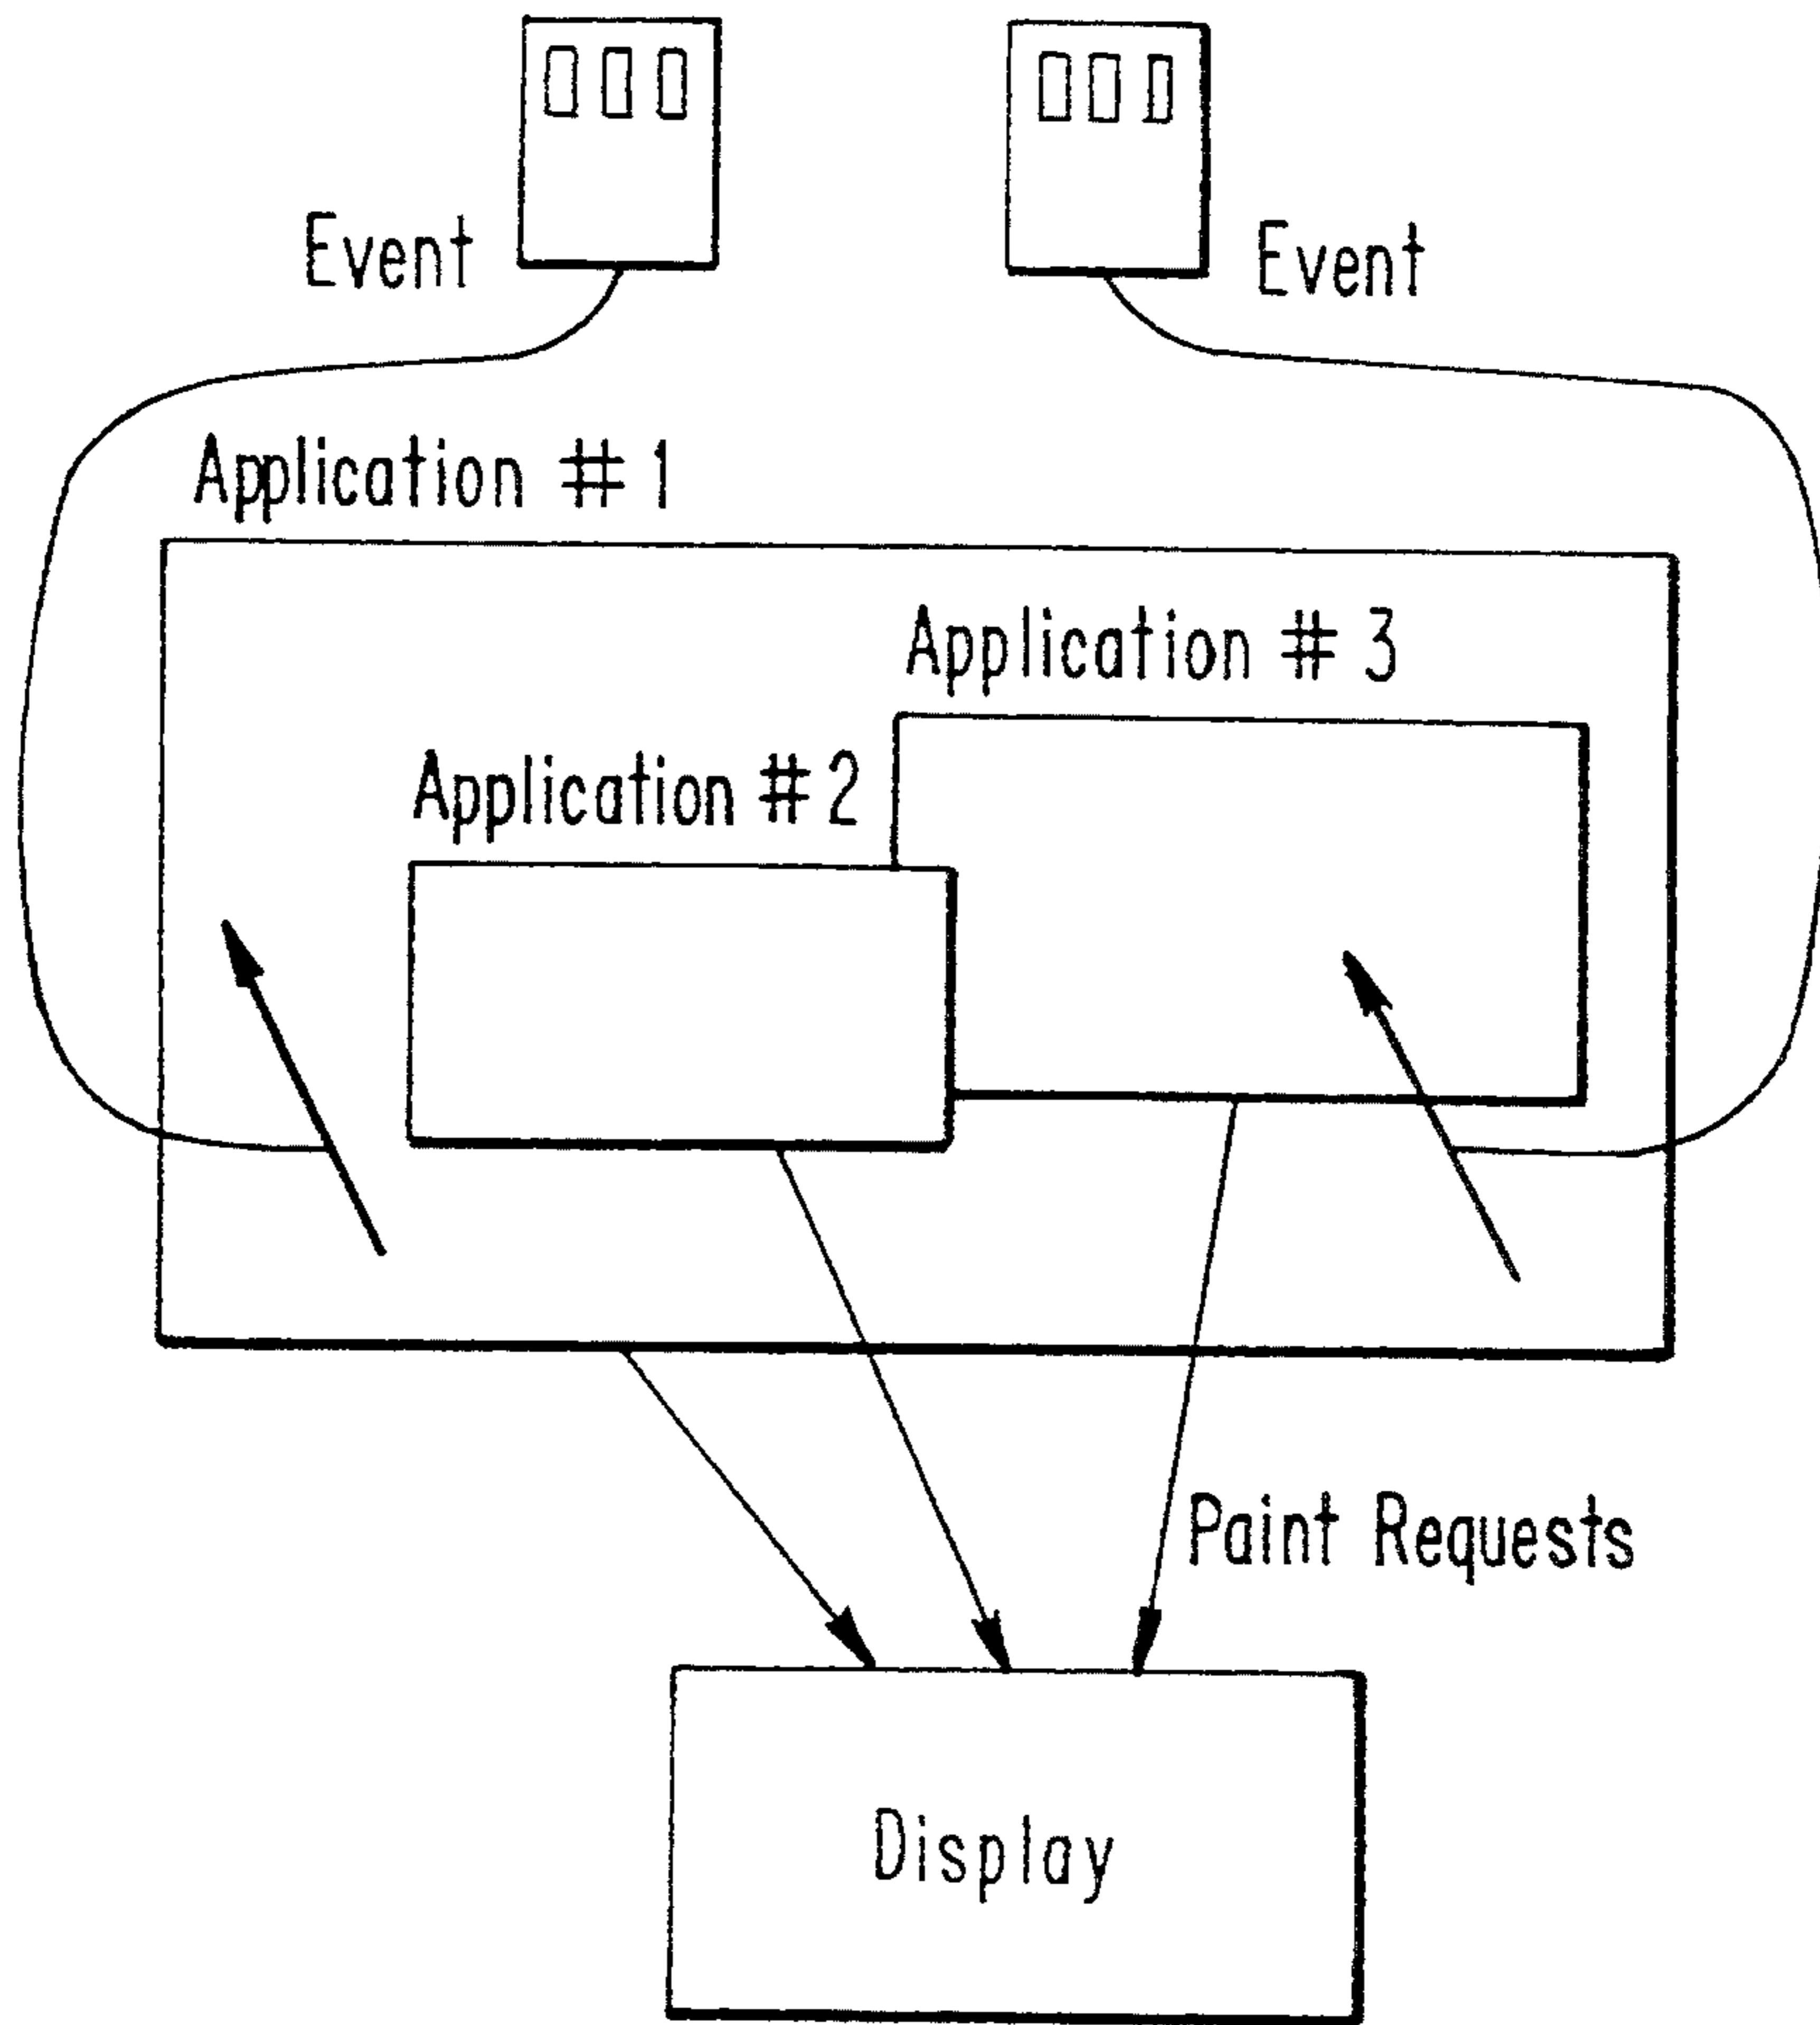 Event
Event
Application # 1
Application # 3
Application # 2
Paint Requests
Display